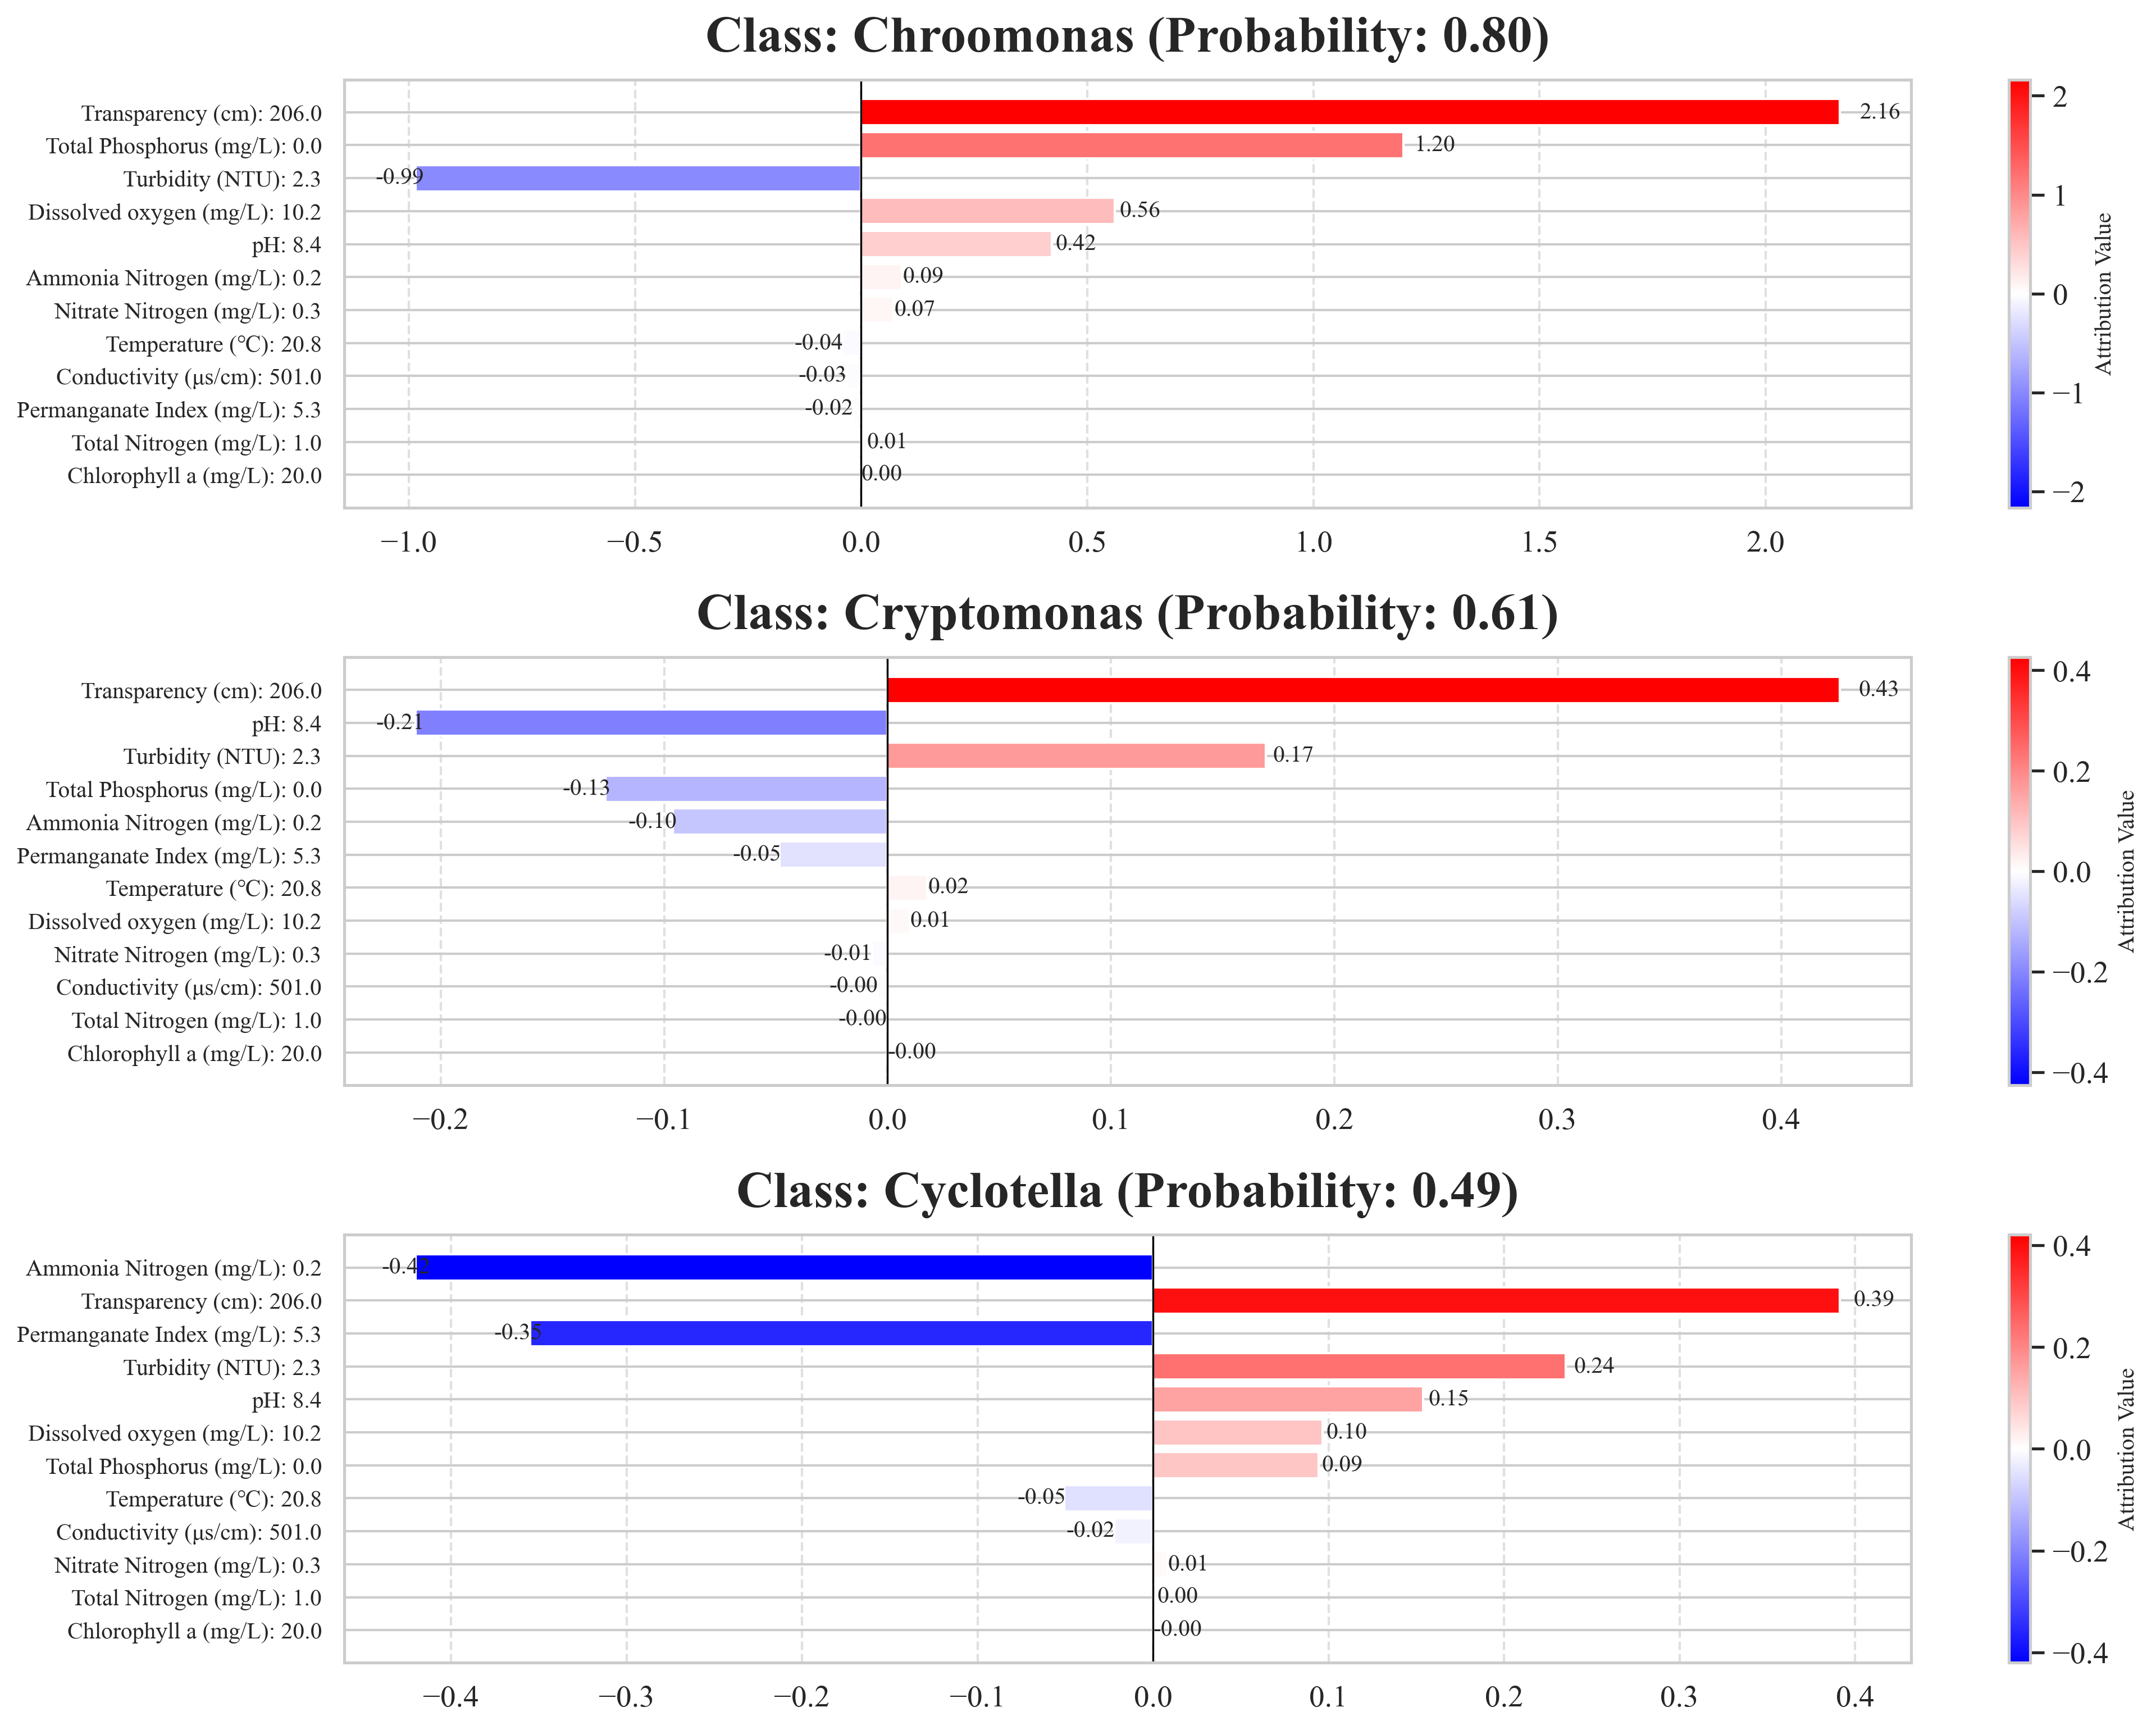 Class: Chroomonas (Probability: 0.80)
Transparency (cm): 206.0
2.16
Total Phosphorus (mg/L): 0.0
1.20
Turbidity (NTU): 2.3
-0.99
Dissolved oxygen (mg/L): 10.2
0.56
pH: 8.4
0.42
Ammonia Nitrogen (mg/L): 0.2
0.09
Nitrate Nitrogen (mg/L): 0.3
0.07
Temperature (℃): 20.8
-0.04
Conductivity (μs/cm): 501.0
-0.03
Permanganate Index (mg/L): 5.3
-0.02
Total Nitrogen (mg/L): 1.0
0.01
Chlorophyll a (mg/L): 20.0
0.00
−1.0 −0.5 0.0 0.5 1.0 1.5 2.0
2
1
0
−1
−2
Attribution Value
Class: Cryptomonas (Probability: 0.61)
Transparency (cm): 206.0
0.43
pH: 8.4
-0.21
Turbidity (NTU): 2.3
0.17
Total Phosphorus (mg/L): 0.0
-0.13
Ammonia Nitrogen (mg/L): 0.2
-0.10
Permanganate Index (mg/L): 5.3
-0.05
Temperature (℃): 20.8
0.02
Dissolved oxygen (mg/L): 10.2
0.01
Nitrate Nitrogen (mg/L): 0.3
-0.01
Conductivity (μs/cm): 501.0
-0.00
Total Nitrogen (mg/L): 1.0
-0.00
Chlorophyll a (mg/L): 20.0
-0.00
−0.2 −0.1 0.0 0.1 0.2 0.3 0.4
0.4
0.2
0.0
−0.2
−0.4
Attribution Value
Class: Cyclotella (Probability: 0.49)
Ammonia Nitrogen (mg/L): 0.2
-0.42
Transparency (cm): 206.0
0.39
Permanganate Index (mg/L): 5.3
-0.35
Turbidity (NTU): 2.3
0.24
pH: 8.4
0.15
Dissolved oxygen (mg/L): 10.2
0.10
Total Phosphorus (mg/L): 0.0
0.09
Temperature (℃): 20.8
-0.05
Conductivity (μs/cm): 501.0
-0.02
Nitrate Nitrogen (mg/L): 0.3
0.01
Total Nitrogen (mg/L): 1.0
0.00
Chlorophyll a (mg/L): 20.0
-0.00
−0.4 −0.3 −0.2 −0.1 0.0 0.1 0.2 0.3 0.4
0.4
0.2
0.0
−0.2
−0.4
Attribution Value